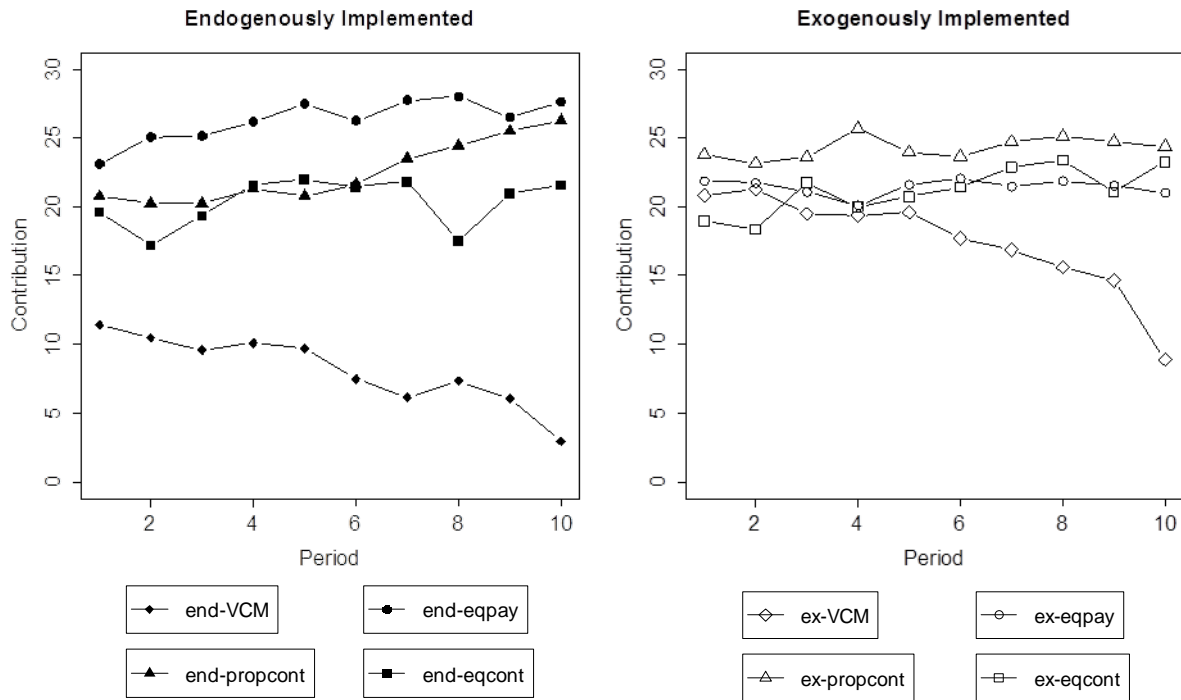 Endogenously Implemented
Contribution
0
5
10
15
20
25
30
2 4 6 8 10
Period
end-VCM
end-eqpay
end-propcont
end-eqcont
Exogenously Implemented
Contribution
0
5
10
15
20
25
30
2 4 6 8 10
Period
ex-VCM
ex-eqpay
ex-propcont
ex-eqcont